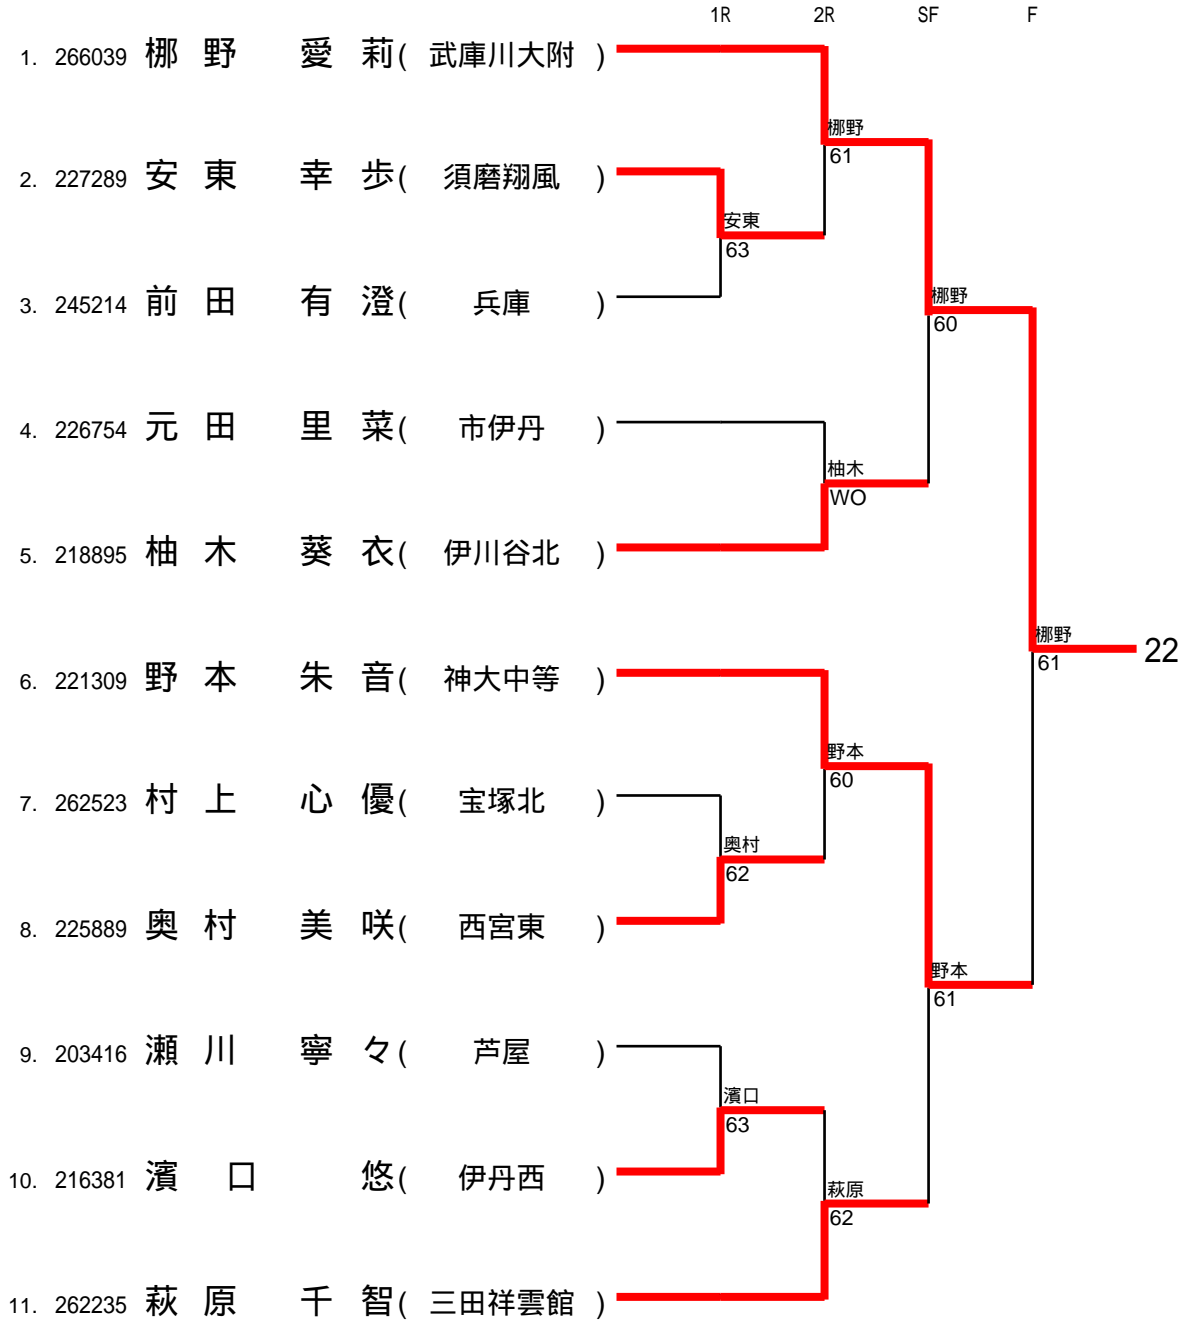 1R 2R SF F
1. 266039 梛野 愛莉( 武庫川大附 )
梛野
61
2. 227289 安東 幸歩( 須磨翔風 )
安東
63
3. 245214 前田 有澄( 兵庫 )
梛野
60
4. 226754 元田 里菜( 市伊丹 )
柚木
WO
5. 218895 柚木 葵衣( 伊川谷北 )
梛野
61
22
6. 221309 野本 朱音( 神大中等 )
野本
60
7. 262523 村上 心優( 宝塚北 )
奥村
62
8. 225889 奥村 美咲( 西宮東 )
野本
61
9. 203416 瀬川 寧々( 芦屋 )
濱口
63
10. 216381 濱口 悠( 伊丹西 )
萩原
62
11. 262235 萩原 千智( 三田祥雲館 )